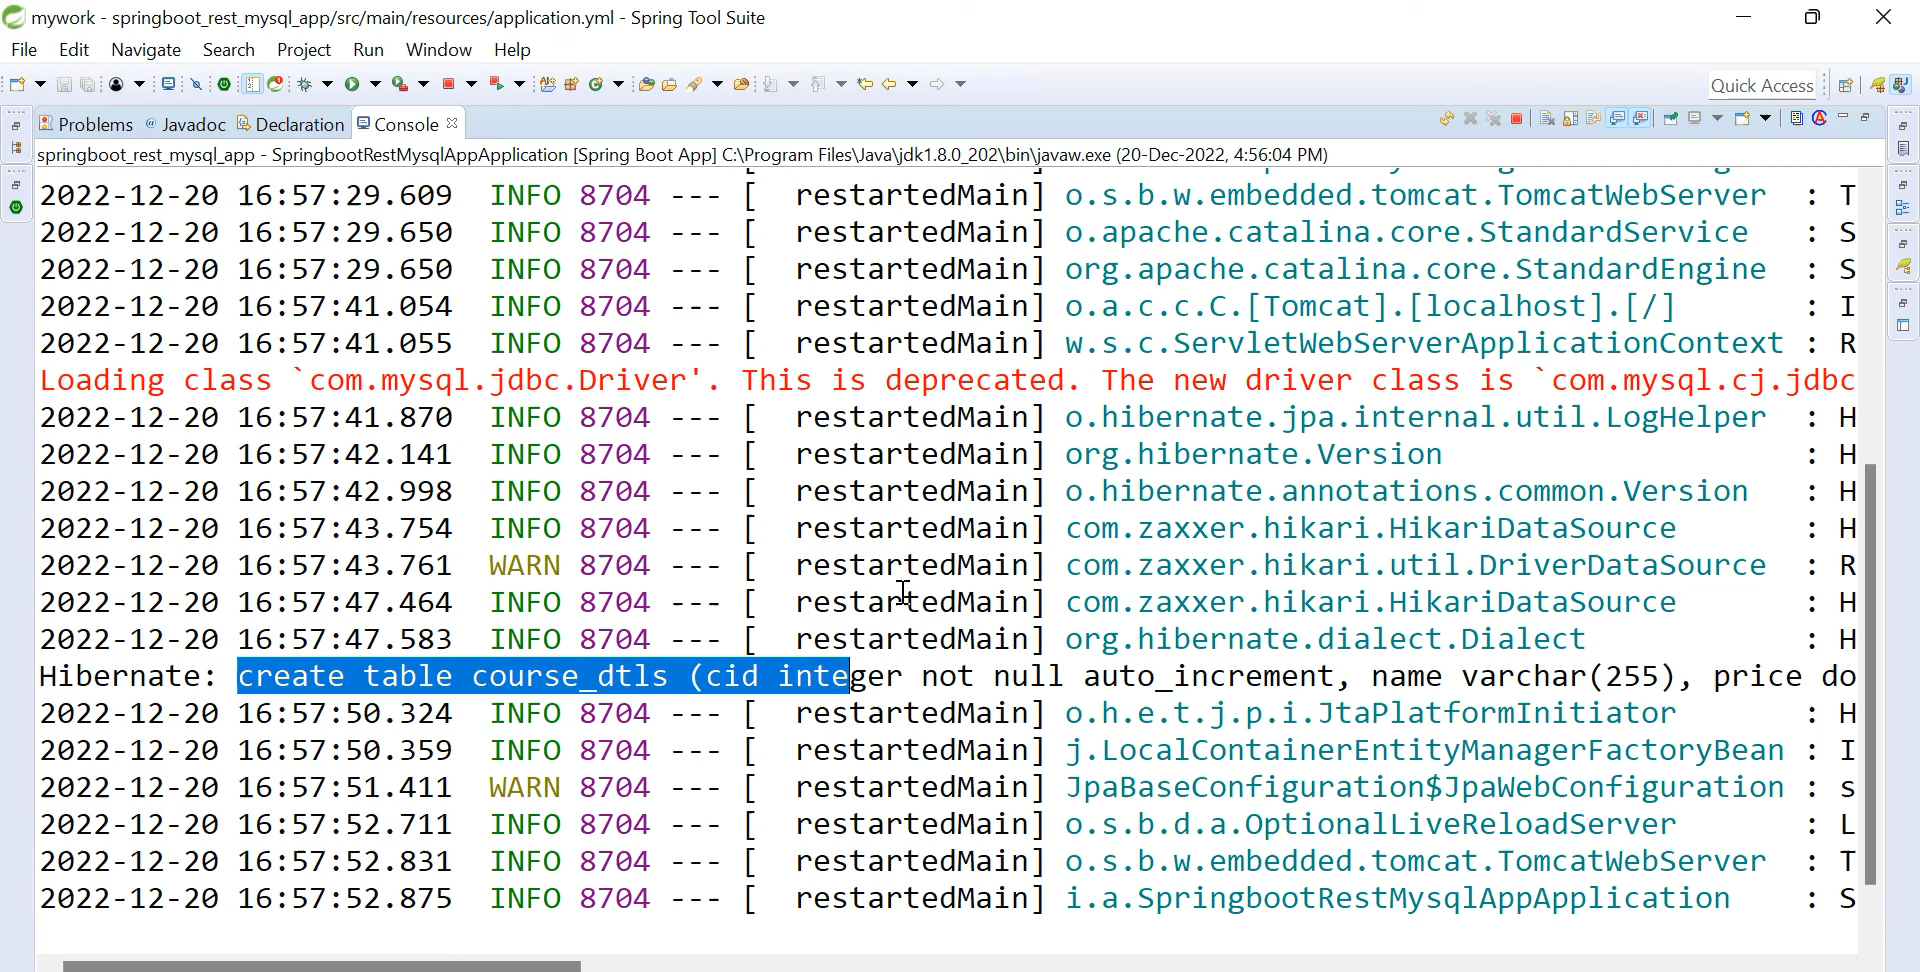 mywork - springboot_rest_mysql_app/src/main/resources/application.yml - Spring Tool Suite
File Edit Navigate Search Project Run Window Help
Quick Access
Problems @ Javadoc Declaration Console
springboot_rest_mysql_app - SpringbootRestMysqlAppApplication [Spring Boot App] C:\Program Files\Java\jdk1.8.0_202\bin\javaw.exe (20-Dec-2022, 4:56:04 PM)
2022-12-20 16:57:29.609  INFO 8704 --- [  restartedMain] o.s.b.w.embedded.tomcat.TomcatWebServer  : T
2022-12-20 16:57:29.650  INFO 8704 --- [  restartedMain] o.apache.catalina.core.StandardService   : S
2022-12-20 16:57:29.650  INFO 8704 --- [  restartedMain] org.apache.catalina.core.StandardEngine  : S
2022-12-20 16:57:41.054  INFO 8704 --- [  restartedMain] o.a.c.c.C.[Tomcat].[localhost].[/]       : I
2022-12-20 16:57:41.055  INFO 8704 --- [  restartedMain] w.s.c.ServletWebServerApplicationContext : R
Loading class `com.mysql.jdbc.Driver'. This is deprecated. The new driver class is `com.mysql.cj.jdbc
2022-12-20 16:57:41.870  INFO 8704 --- [  restartedMain] o.hibernate.jpa.internal.util.LogHelper  : H
2022-12-20 16:57:42.141  INFO 8704 --- [  restartedMain] org.hibernate.Version                    : H
2022-12-20 16:57:42.998  INFO 8704 --- [  restartedMain] o.hibernate.annotations.common.Version   : H
2022-12-20 16:57:43.754  INFO 8704 --- [  restartedMain] com.zaxxer.hikari.HikariDataSource       : H
2022-12-20 16:57:43.761  WARN 8704 --- [  restartedMain] com.zaxxer.hikari.util.DriverDataSource  : R
2022-12-20 16:57:47.464  INFO 8704 --- [  restartedMain] com.zaxxer.hikari.HikariDataSource       : H
2022-12-20 16:57:47.583  INFO 8704 --- [  restartedMain] org.hibernate.dialect.Dialect            : H
Hibernate: create table course_dtls (cid integer not null auto_increment, name varchar(255), price do
2022-12-20 16:57:50.324  INFO 8704 --- [  restartedMain] o.h.e.t.j.p.i.JtaPlatformInitiator       : H
2022-12-20 16:57:50.359  INFO 8704 --- [  restartedMain] j.LocalContainerEntityManagerFactoryBean : I
2022-12-20 16:57:51.411  WARN 8704 --- [  restartedMain] JpaBaseConfiguration$JpaWebConfiguration : s
2022-12-20 16:57:52.711  INFO 8704 --- [  restartedMain] o.s.b.d.a.OptionalLiveReloadServer       : L
2022-12-20 16:57:52.831  INFO 8704 --- [  restartedMain] o.s.b.w.embedded.tomcat.TomcatWebServer  : T
2022-12-20 16:57:52.875  INFO 8704 --- [  restartedMain] i.a.SpringbootRestMysqlAppApplication    : S